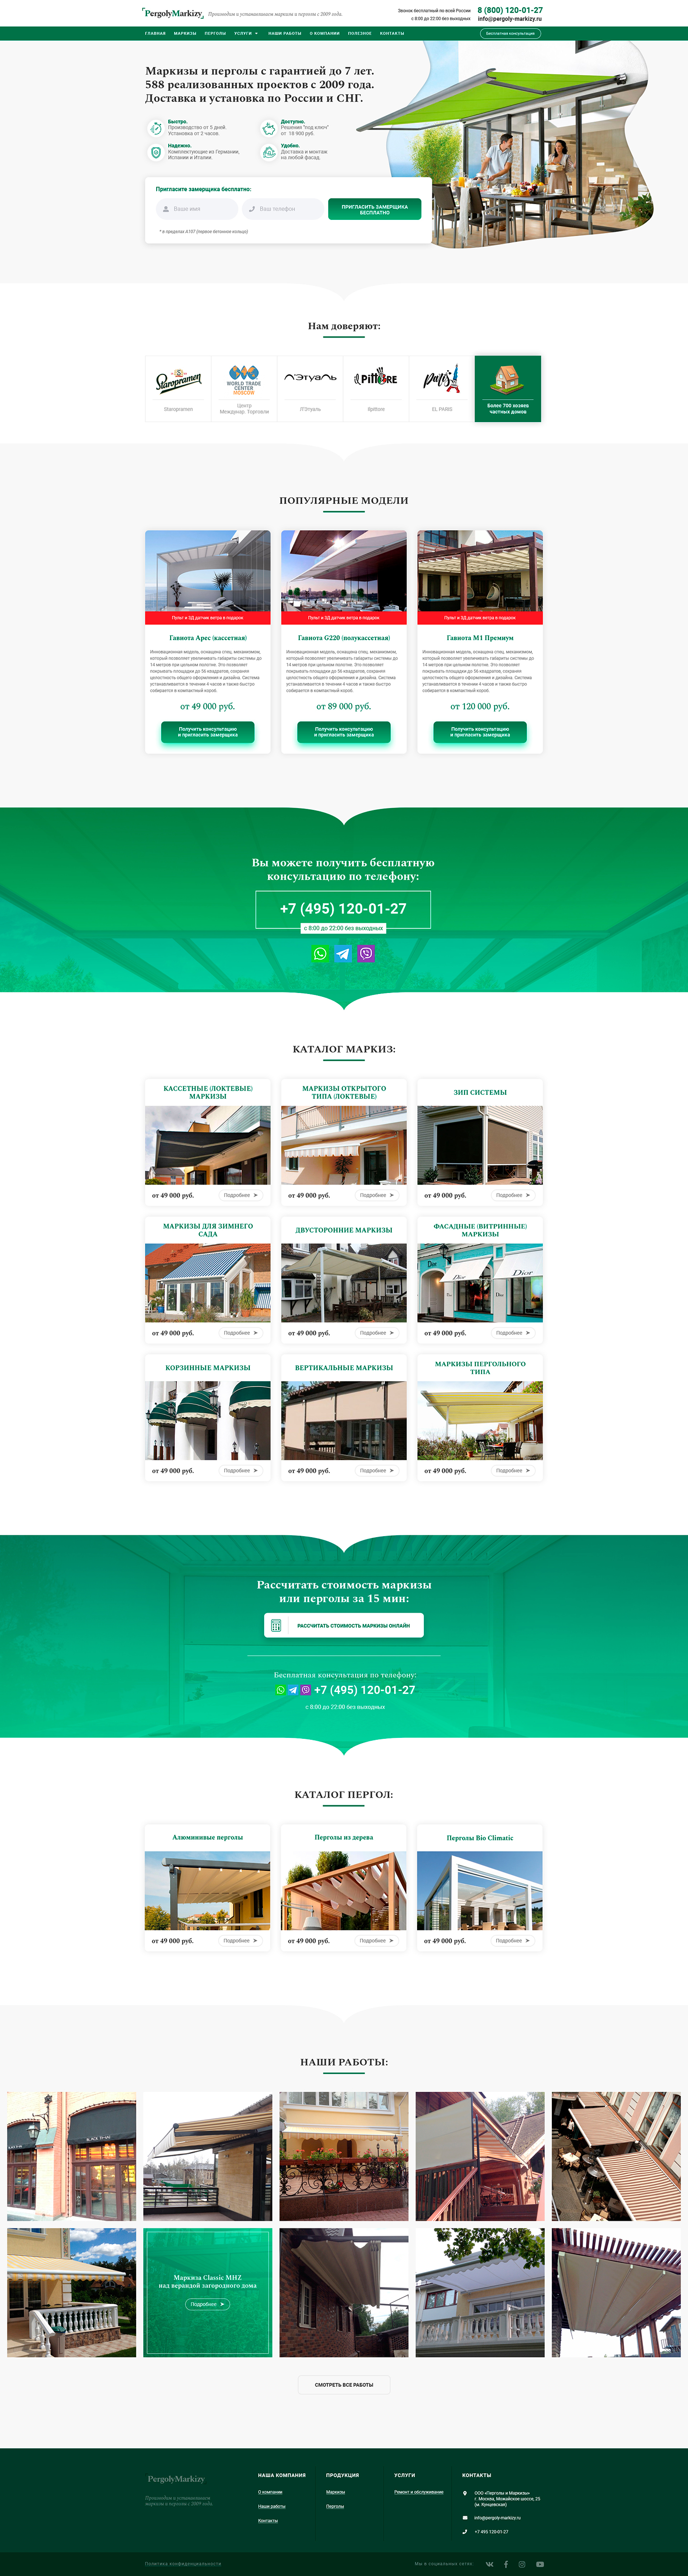 PergolyMarkizy
Производим и устанавливаем маркизы и перголы с 2009 года.
Звонок бесплатный по всей России
с 8:00 до 22:00 без выходных
8 (800) 120-01-27
info@pergoly-markizy.ru
ГЛАВНАЯ МАРКИЗЫ ПЕРГОЛЫ УСЛУГИ НАШИ РАБОТЫ О КОМПАНИИ ПОЛЕЗНОЕ КОНТАКТЫ
Бесплатная консультация
Маркизы и перголы с гарантией до 7 лет.
588 реализованных проектов с 2009 года.
Доставка и установка по России и СНГ.
Быстро.
Производство от 5 дней.
Установка от 2 часов.
Доступно.
Решения "под ключ"
от 18 900 руб.
Надежно.
Комплектующие из Германии,
Испании и Италии.
Удобно.
Доставка и монтаж
на любой фасад.
Пригласите замерщика бесплатно:
Ваше имя
Ваш телефон
ПРИГЛАСИТЬ ЗАМЕРЩИКА
БЕСПЛАТНО
* в пределах А107 (первое бетонное кольцо)
Нам доверяют:
Staropramen
WORLD TRADE
CENTER
MOSCOW
Л'Этуаль
ilpittore
Paris
Staropramen
Центр
Междунар. Торговли
Л'Этуаль
Ilpittore
EL PARIS
Более 700 хозяев
частных домов
ПОПУЛЯРНЫЕ МОДЕЛИ
Пульт и 3Д датчик ветра в подарок
Гавиота Арес (кассетная)
Инновационная модель, оснащена спец. механизмом,
который позволяет увеличивать габариты системы до
14 метров при цельном полотне. Это позволяет
покрывать площади до 56 квадратов, сохраняя
целостность общего оформления и дизайна. Система
устанавливается в течение 4 часов и также быстро
собирается в компактный короб.
от 49 000 руб.
Получить консультацию
и пригласить замерщика
Пульт и 3Д датчик ветра в подарок
Гавиота G220 (полукассетная)
Инновационная модель, оснащена спец. механизмом,
который позволяет увеличивать габариты системы до
14 метров при цельном полотне. Это позволяет
покрывать площади до 56 квадратов, сохраняя
целостность общего оформления и дизайна. Система
устанавливается в течение 4 часов и также быстро
собирается в компактный короб.
от 89 000 руб.
Получить консультацию
и пригласить замерщика
Пульт и 3Д датчик ветра в подарок
Гавиота М1 Премиум
Инновационная модель, оснащена спец. механизмом,
который позволяет увеличивать габариты системы до
14 метров при цельном полотне. Это позволяет
покрывать площади до 56 квадратов, сохраняя
целостность общего оформления и дизайна. Система
устанавливается в течение 4 часов и также быстро
собирается в компактный короб.
от 120 000 руб.
Получить консультацию
и пригласить замерщика
Вы можете получить бесплатную
консультацию по телефону:
+7 (495) 120-01-27
с 8:00 до 22:00 без выходных
КАТАЛОГ МАРКИЗ:
КАССЕТНЫЕ (ЛОКТЕВЫЕ)
МАРКИЗЫ
от 49 000 руб. Подробнее
МАРКИЗЫ ОТКРЫТОГО
ТИПА (ЛОКТЕВЫЕ)
от 49 000 руб. Подробнее
ЗИП СИСТЕМЫ
от 49 000 руб. Подробнее
МАРКИЗЫ ДЛЯ ЗИМНЕГО
САДА
от 49 000 руб. Подробнее
ДВУСТОРОННИЕ МАРКИЗЫ
от 49 000 руб. Подробнее
ФАСАДНЫЕ (ВИТРИННЫЕ)
МАРКИЗЫ
Dior Dior Dior Dior
от 49 000 руб. Подробнее
КОРЗИННЫЕ МАРКИЗЫ
от 49 000 руб. Подробнее
ВЕРТИКАЛЬНЫЕ МАРКИЗЫ
от 49 000 руб. Подробнее
МАРКИЗЫ ПЕРГОЛЬНОГО
ТИПА
от 49 000 руб. Подробнее
Рассчитать стоимость маркизы
или перголы за 15 мин:
РАССЧИТАТЬ СТОИМОСТЬ МАРКИЗЫ ОНЛАЙН
Бесплатная консультация по телефону:
+7 (495) 120-01-27
с 8:00 до 22:00 без выходных
КАТАЛОГ ПЕРГОЛ:
Алюминиевые перголы
от 49 000 руб. Подробнее
Перголы из дерева
от 49 000 руб. Подробнее
Перголы Bio Climatic
от 49 000 руб. Подробнее
НАШИ РАБОТЫ:
Маркиза Classic MHZ
над верандой загородного дома
Подробнее
СМОТРЕТЬ ВСЕ РАБОТЫ
PergolyMarkizy
Производим и устанавливаем
маркизы и перголы с 2009 года.
НАША КОМПАНИЯ
О компании
Наши работы
Контакты
ПРОДУКЦИЯ
Маркизы
Перголы
УСЛУГИ
Ремонт и обслуживание
КОНТАКТЫ
ООО «Перголы и Маркизы»
г. Москва, Можайское шоссе, 25
(м. Кунцевская)
info@pergoly-markizy.ru
+7 495 120-01-27
Политика конфиденциальности
Мы в социальных сетях: